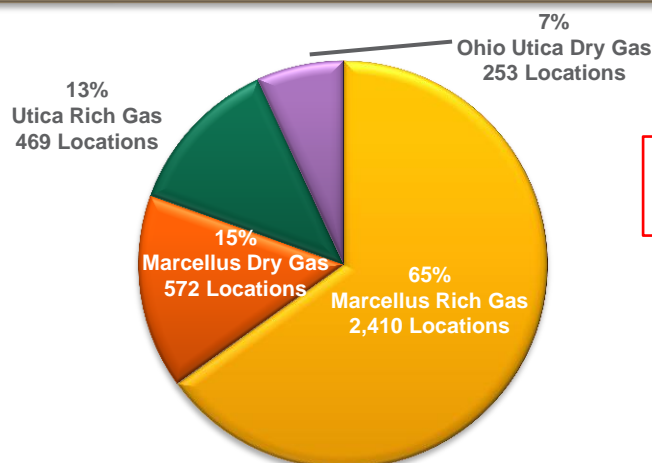 7%
Ohio Utica Dry Gas
253 Locations
13%
Utica Rich Gas
469 Locations
15%
Marcellus Dry Gas
572 Locations
65%
Marcellus Rich Gas
2,410 Locations